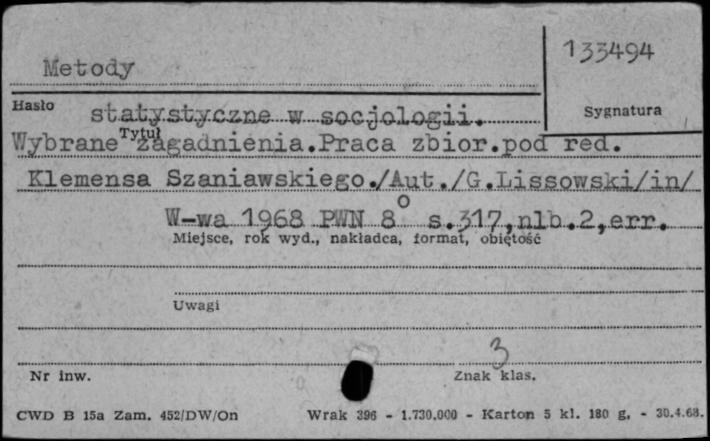 133494
Metody
Hasło
statystyczne w socjologii.
Sygnatura
Tytuł
Wybrane zagadnienia.Praca zbior.pod red.
Klemensa Szaniawskiego./Aut./G.Lissowski/in/
W-wa 1968 PWN 8° s.317,nlb.2,err.
Miejsce, rok wyd., nakładca, format, obiętość
Uwagi
3
Nr inw.
Znak klas.
CWD B 15a Zam. 452/DW/On Wrak 396 - 1.730.000 - Karton 5 kl. 180 g. - 30.4.68.